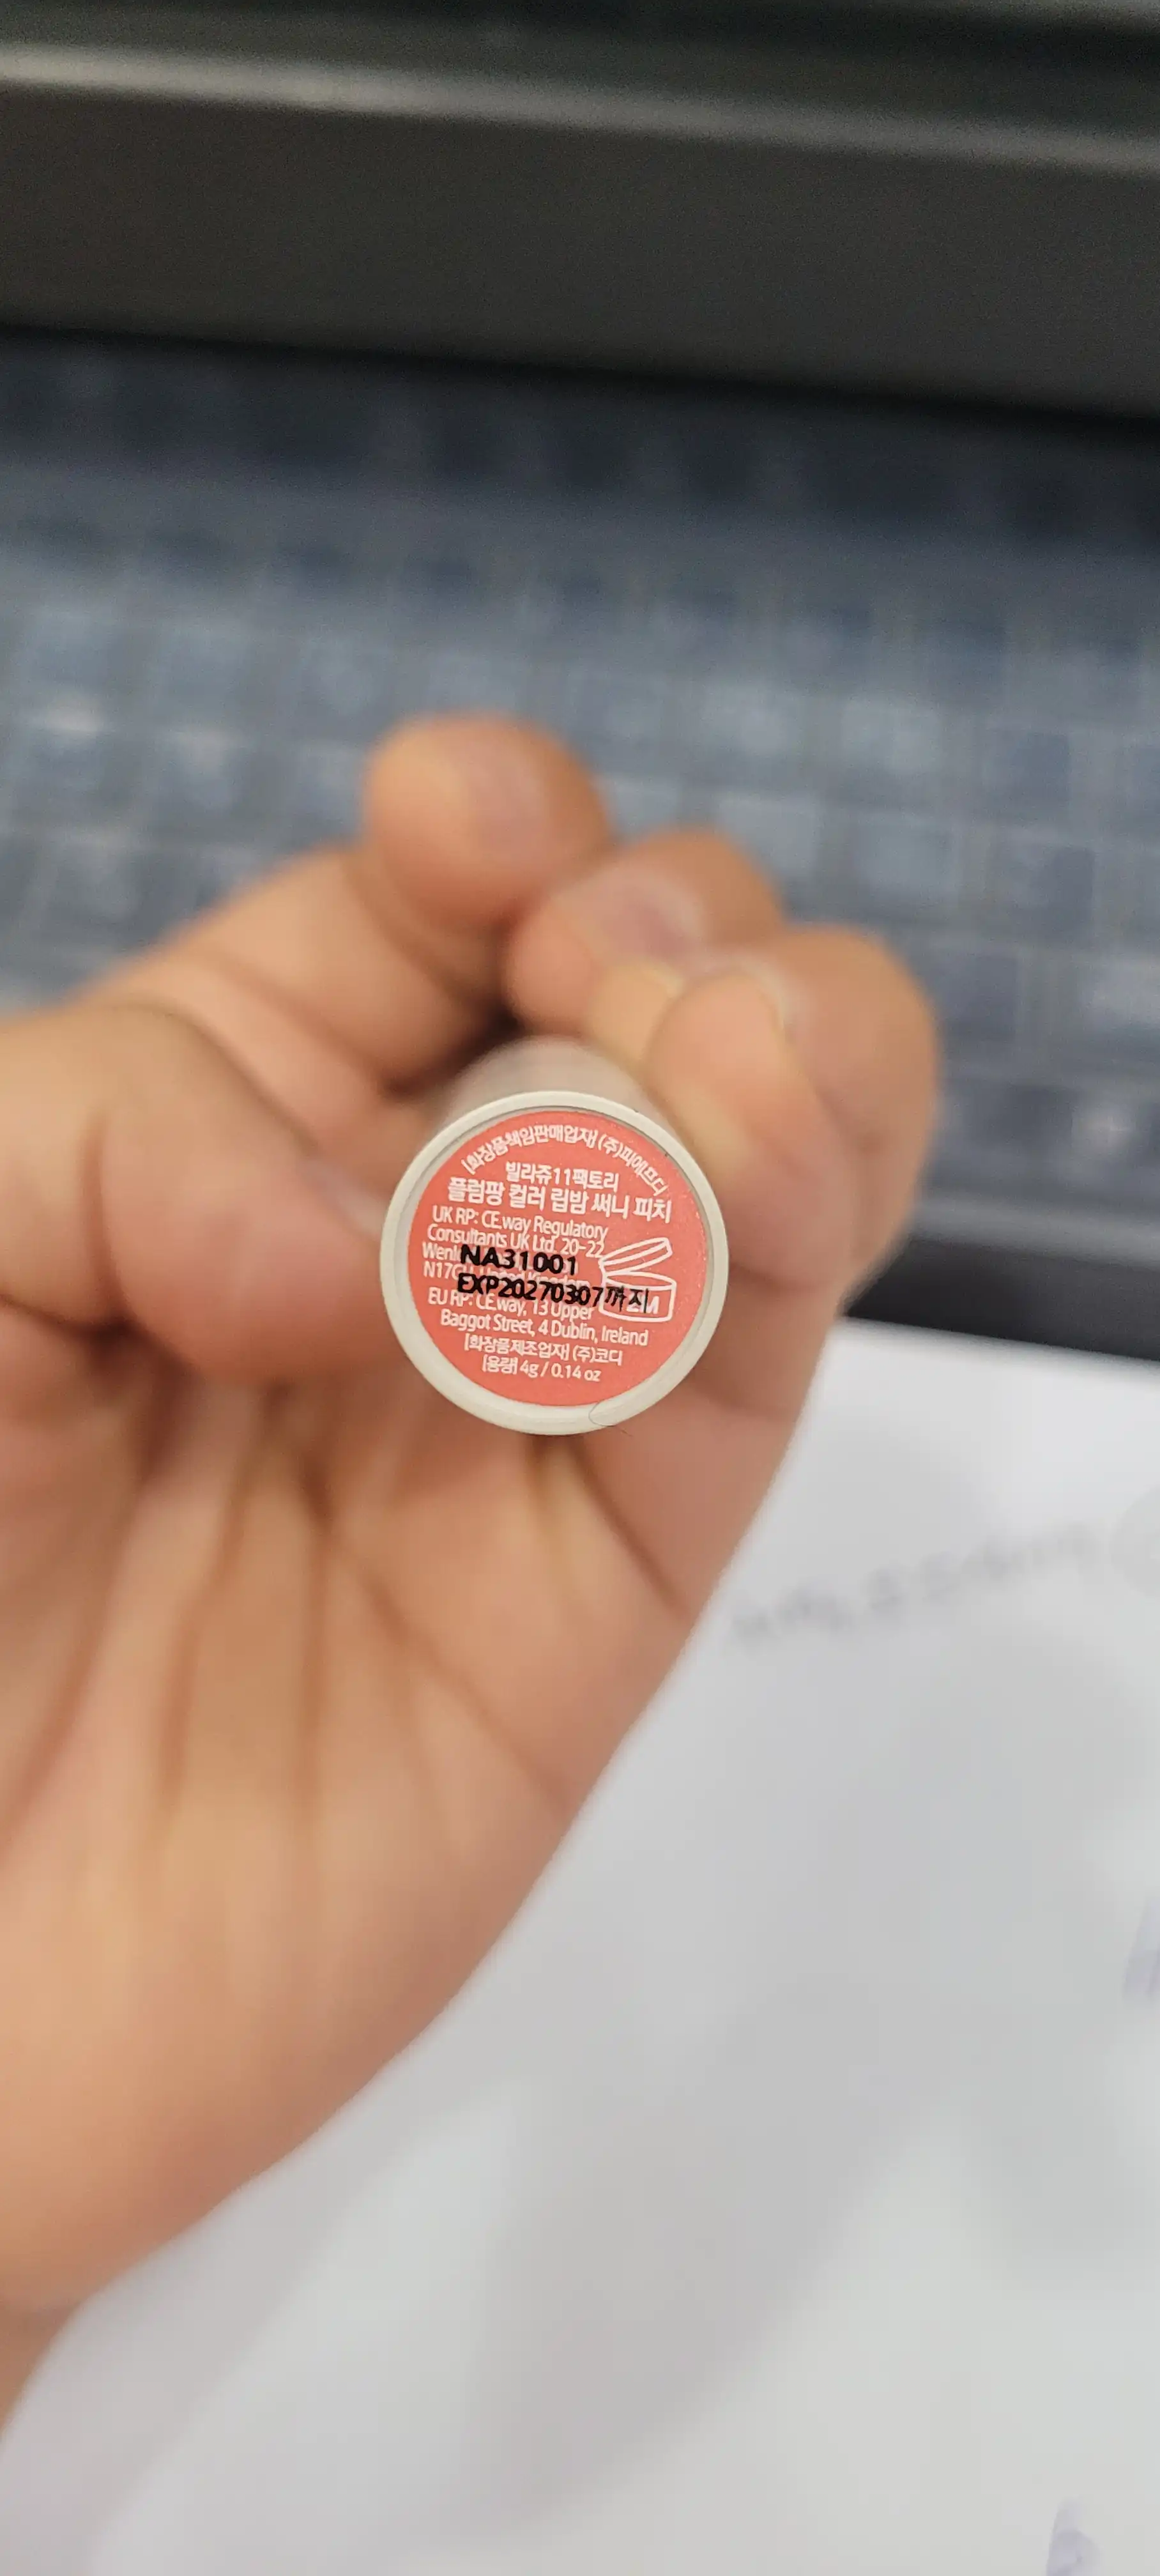 [화장품책임판매업자] (주)피에프디
빌라쥬11팩토리
플럼팡 컬러 립밤 써니 피치
UK RP: CE.way Regulatory
Consultants UK Ltd. 20-22
NA31001
N17GU United Kingdom
EXP20270307까지
EU RP: CE.way, 13 Upper
Baggot Street, 4 Dublin, Ireland
[화장품제조업자] (주)코디
[용량] 4g / 0.14 oz